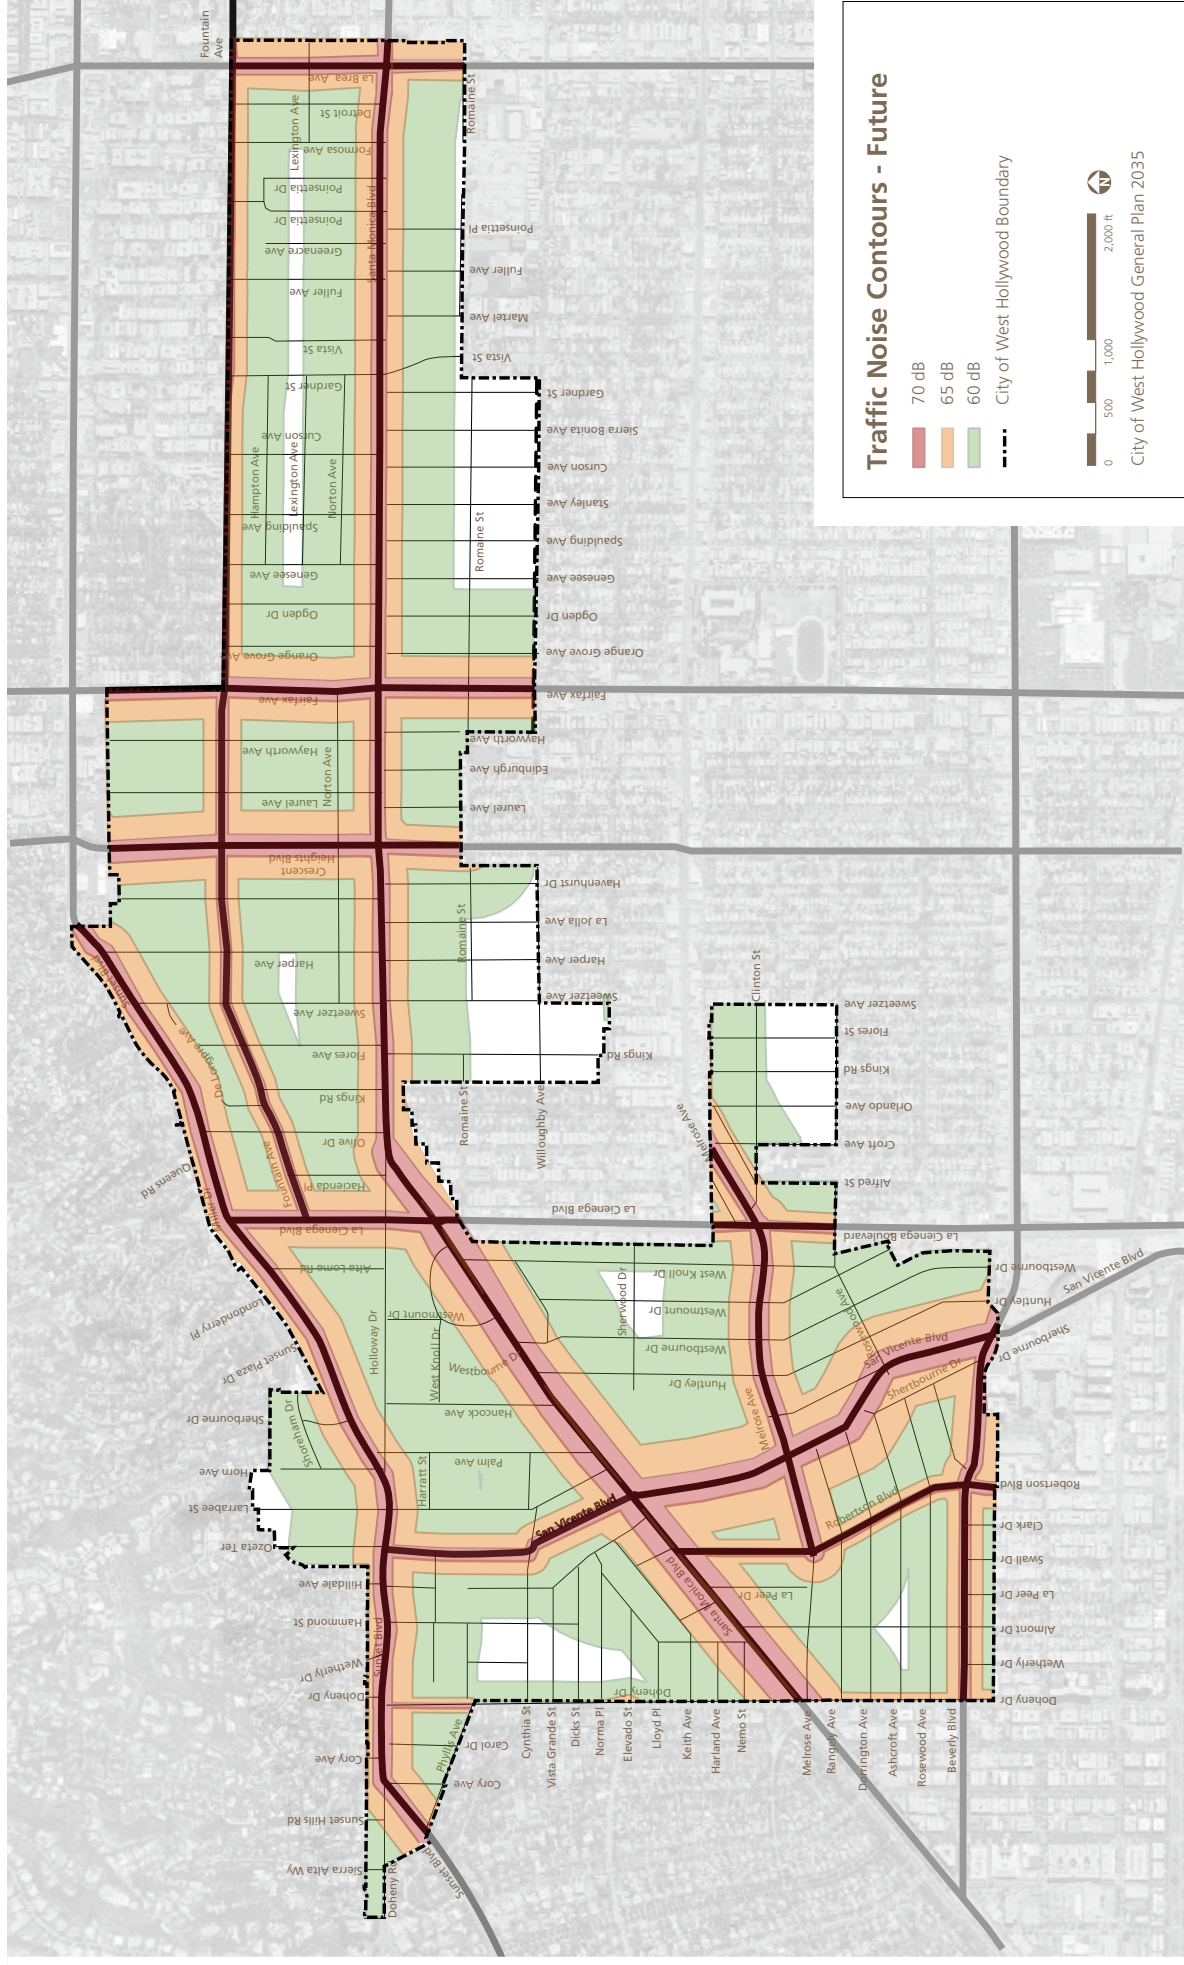 Fountain
Ave
La Brea Ave
Detroit St
Lexington Ave
Formosa Ave
Romaine St
Poinsettia Dr
Poinsettia Dr
Santa Monica Blvd
Greenacre Ave
Fuller Ave
Vista St
Gardner St
Poinsettia Pl
Fuller Ave
Martel Ave
Vista St
Gardner St
Sierra Bonita Ave
Curson Ave
Stanley Ave
Spaulding Ave
Genesee Ave
Ogden Dr
Orange Grove Ave
Fairfax Ave
Curson Ave
Hampton Ave
Lexington Ave
Norton Ave
Spaulding Ave
Romaine St
Genesee Ave
Ogden Dr
Orange Grove Ave
Fairfax Ave
Hayworth Ave
Norton Ave
Laurel Ave
Hayworth Ave
Edinburgh Ave
Laurel Ave
Crescent
Heights Blvd
Havenhurst Dr
La Jolla Ave
Harper Ave
Sweetzer Ave
Romaine St
Harper Ave
Sunset Blvd
Sweetzer Ave
De Longpre Ave
Flores Ave
Kings Rd
Kings Rd
Olive Dr
Fountain Ave
Hacienda Pl
Romaine St
Willoughby Ave
Queens Rd
Miller Dr
La Cienega Blvd
La Cienega Blvd
Clinton St
Sweetzer Ave
Flores St
Kings Rd
Orlando Ave
Croft Ave
Alfred St
Melrose Ave
La Cienega Boulevard
Alta Loma Rd
Londonderry Pl
Sunset Plaza Dr
Holloway Dr
Westmount Dr
West Knoll Dr
Westbourne Dr
Hancock Ave
Palm Ave
Harratt St
West Knoll Dr
Sherwood Dr
Westmount Dr
Westbourne Dr
Huntley Dr
Rosewood Ave
Westbourne Dr
Huntley Dr
San Vicente Blvd
Sherbourne Dr
San Vicente Blvd
Shertbourne Dr
Melrose Ave
Sherbourne Dr
Shoreham Dr
Horn Ave
Larrabee St
Ozeta Ter
San Vicente Blvd
Robertson Blvd
Robertson Blvd
Clark Dr
Swall Dr
La Peer Dr
Almont Dr
Wetherly Dr
Doheny Dr
Hilldale Ave
Hammond St
Wetherly Dr
Doheny Dr
Sunset Blvd
Santa Monica Blvd
La Peer Dr
Doheny Dr
Cory Ave
Sunset Hills Rd
Sierra Alta Wy
Phyllis Ave
Carol Dr
Cory Ave
Doheny Rd
Sunset Blvd
Cynthia St
Vista Grande St
Dicks St
Norma Pl
Elevado St
Lloyd Pl
Keith Ave
Harland Ave
Nemo St
Melrose Ave
Rangely Ave
Dorrington Ave
Ashcroft Ave
Rosewood Ave
Beverly Blvd
Traffic Noise Contours - Future
70 dB
65 dB
60 dB
City of West Hollywood Boundary
0 500 1,000 2,000 ft
N
City of West Hollywood General Plan 2035